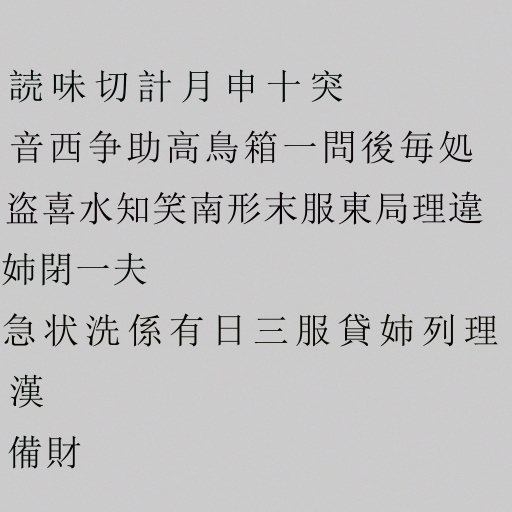 読味切計月申十突
音西争助高鳥箱一問後毎処
盗喜水知笑南形末服東局理違
姉閉一夫
急状洗係有日三服貸姉列理
漢
備財